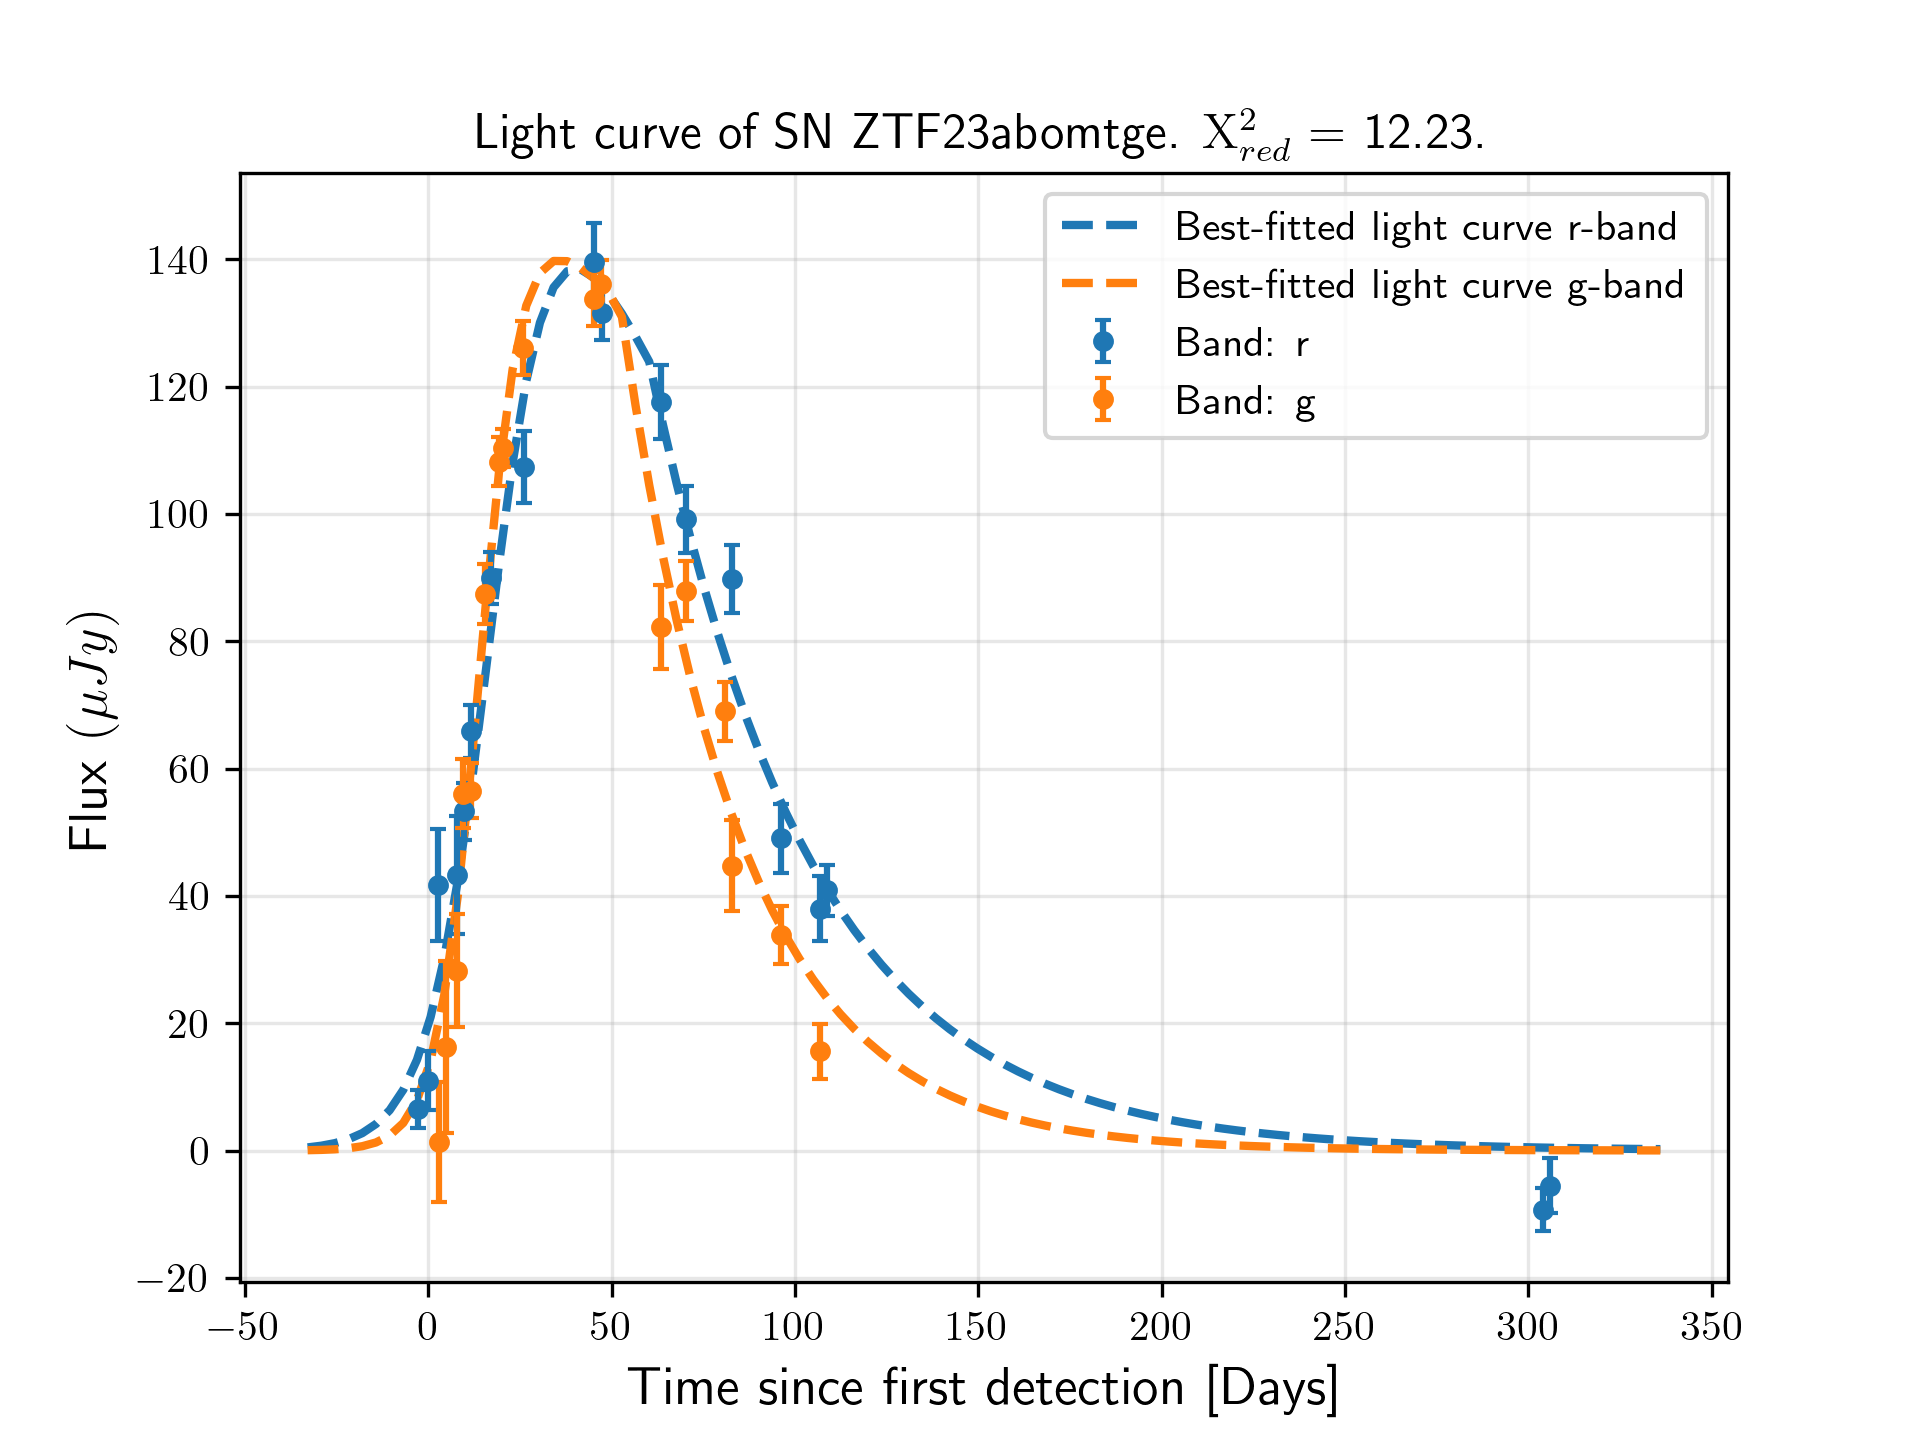 Light curve of SN ZTF23abomtge. X²_red = 12.23.
Best-fitted light curve r-band
Best-fitted light curve g-band
Band: r
Band: g
Flux (μJy)
140
120
100
80
60
40
20
0
−20
−50 0 50 100 150 200 250 300 350
Time since first detection [Days]